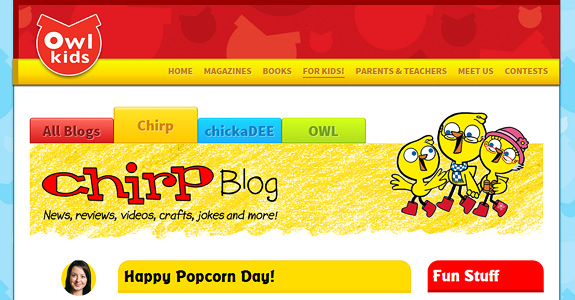 Owl
kids
HOME MAGAZINES BOOKS FOR KIDS! PARENTS & TEACHERS MEET US CONTESTS
All Blogs Chirp chickaDEE OWL
chirp Blog
News, reviews, videos, crafts, jokes and more!
Happy Popcorn Day! Fun Stuff